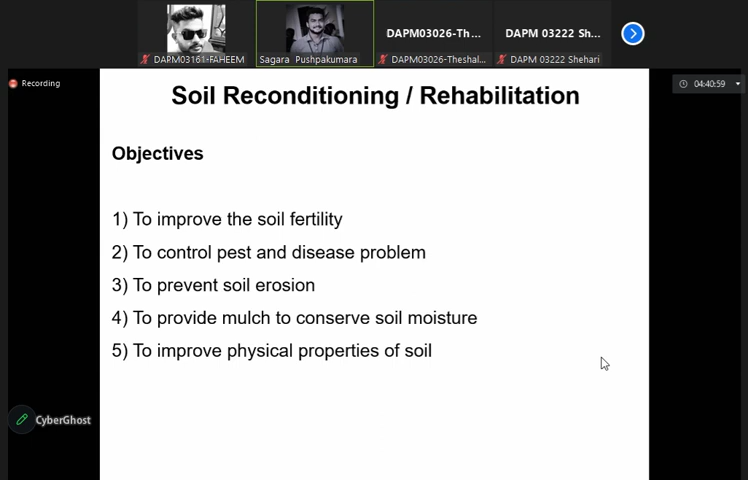 DAPM03026-Th...
DAPM 03222 Sh...
DARM03161-FAHEEM
Sagara Pushpakumara
DAPM03026-Theshal...
DAPM 03222 Shehari
Recording
04:40:59
Soil Reconditioning / Rehabilitation
Objectives
1) To improve the soil fertility
2) To control pest and disease problem
3) To prevent soil erosion
4) To provide mulch to conserve soil moisture
5) To improve physical properties of soil
CyberGhost